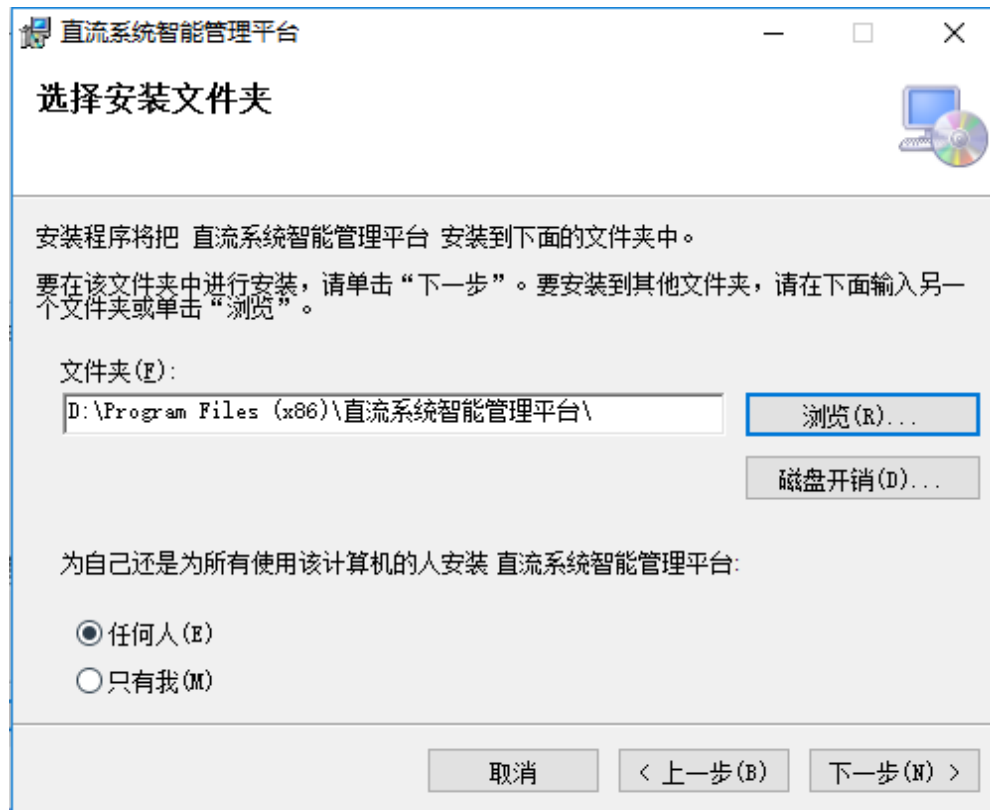 直流系统智能管理平台
选择安装文件夹
安装程序将把 直流系统智能管理平台 安装到下面的文件夹中。
要在该文件夹中进行安装，请单击“下一步”。要安装到其他文件夹，请在下面输入另一
个文件夹或单击“浏览”。
文件夹(F):
D:\Program Files (x86)\直流系统智能管理平台\
浏览(R)...
磁盘开销(D)...
为自己还是为所有使用该计算机的人安装 直流系统智能管理平台:
任何人(E)
只有我(M)
取消
< 上一步(B)
下一步(N) >